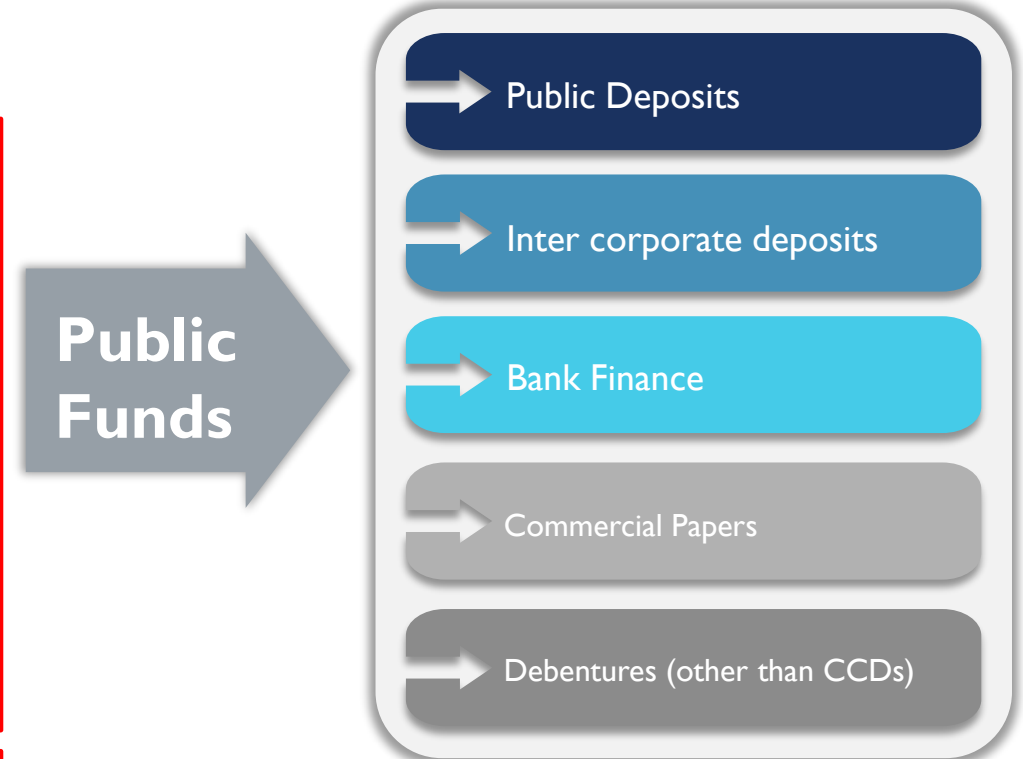 Public
Funds
Public Deposits
Inter corporate deposits
Bank Finance
Commercial Papers
Debentures (other than CCDs)